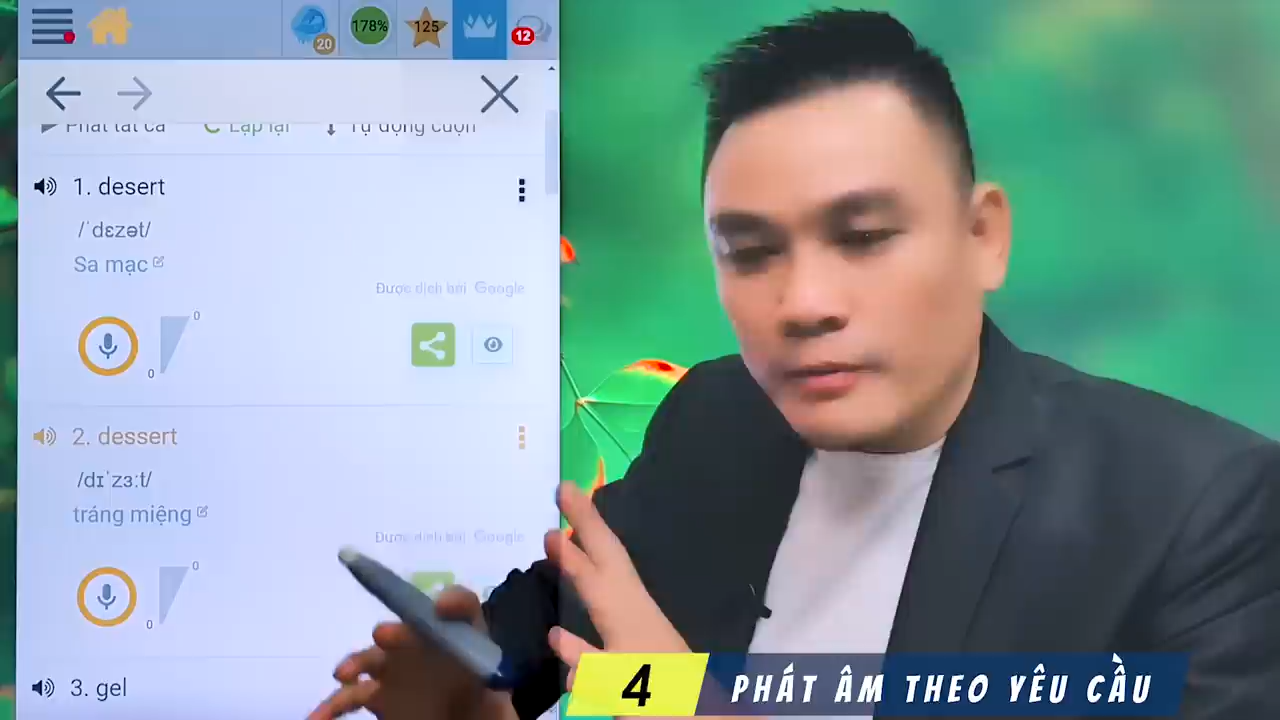 20
178%
125
12
Phát tất cả
Lặp lại
Tự động cuộn
1. desert
/ˈdɛzət/
Sa mạc
Được dịch bởi Google
0
0
2. dessert
/dɪˈzɜːt/
tráng miệng
Được dịch bởi Google
0
0
3. gel
4 PHÁT ÂM THEO YÊU CẦU